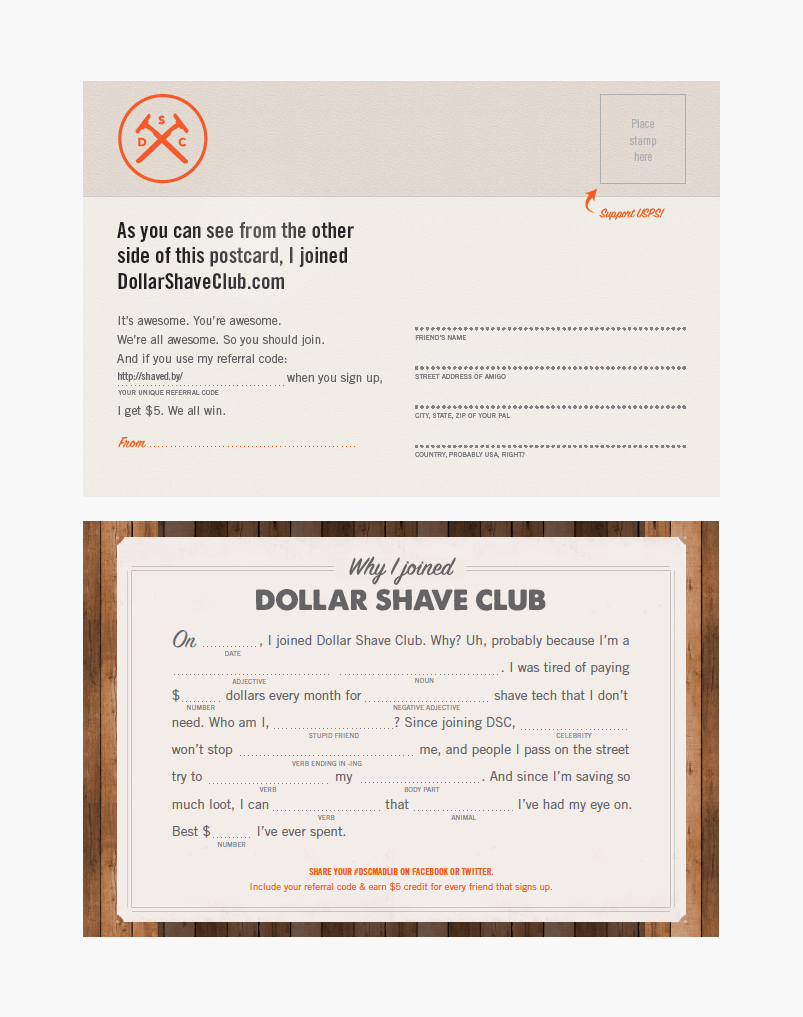 S
D C
Place
stamp
here
Support USPS!
As you can see from the other
side of this postcard, I joined
DollarShaveClub.com
It's awesome. You're awesome.
We're all awesome. So you should join.
And if you use my referral code:
http://shaved.by/ when you sign up,
YOUR UNIQUE REFERRAL CODE
I get $5. We all win.
From
FRIEND'S NAME
STREET ADDRESS OF AMIGO
CITY, STATE, ZIP OF YOUR PAL
COUNTRY, PROBABLY USA, RIGHT?
Why I joined
DOLLAR SHAVE CLUB
On , I joined Dollar Shave Club. Why? Uh, probably because I'm a
DATE
. I was tired of paying
ADJECTIVE NOUN
$ dollars every month for shave tech that I don't
NUMBER NEGATIVE ADJECTIVE
need. Who am I, ? Since joining DSC,
STUPID FRIEND CELEBRITY
won't stop me, and people I pass on the street
VERB ENDING IN -ING
try to my . And since I'm saving so
VERB BODY PART
much loot, I can that I've had my eye on.
VERB ANIMAL
Best $ I've ever spent.
NUMBER
SHARE YOUR #DSCMADLIB ON FACEBOOK OR TWITTER.
Include your referral code & earn $5 credit for every friend that signs up.